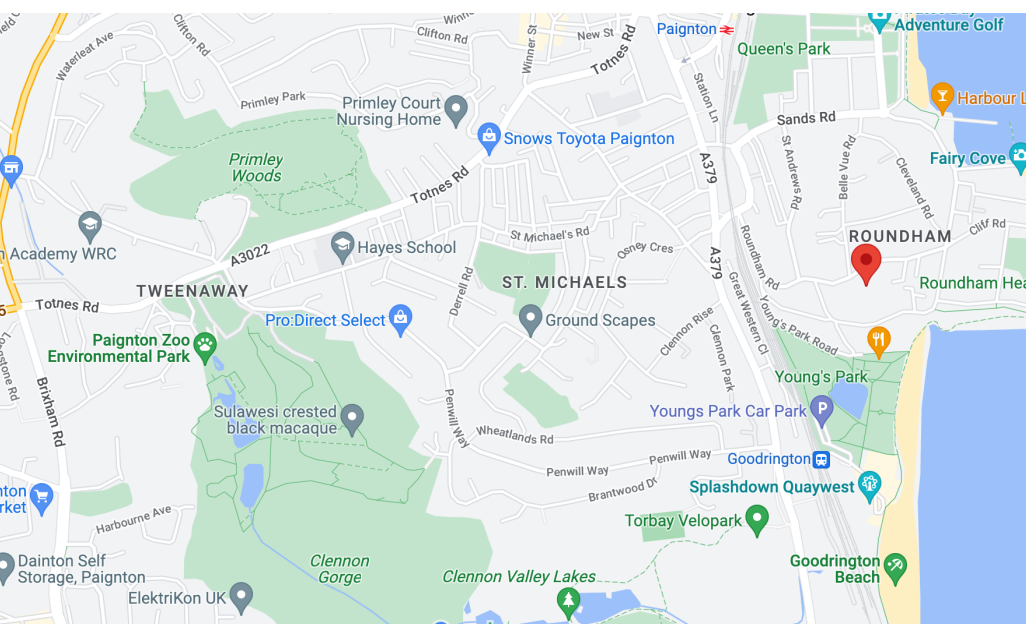 Clifton Rd
Clifton Rd
Winner St
New St
Totnes Rd
Paignton
Queen's Park
Adventure Golf
Waterleat Ave
Primley Park
Primley Court
Nursing Home
Snows Toyota Paignton
Station Ln
Sands Rd
Harbour L
Fairy Cove
Primley
Woods
Totnes Rd
A379
St Andrews Rd
Belle Vue Rd
Cleveland Rd
Cliff Rd
n Academy WRC
A3022
Hayes School
St Michael's Rd
Osney Cres
A379
Roundham Rd
ROUNDHAM
Roundham Hea
TWEENAWAY
Totnes Rd
Derrell Rd
ST. MICHAELS
Great Western Cl
Young's Park Road
Pro:Direct Select
Ground Scapes
Clennon Rise
Clennon Park
Paignton Zoo
Environmental Park
Young's Park
Brixham Rd
Sulawesi crested
black macaque
Penwill Way
Wheatlands Rd
Youngs Park Car Park
P
Penwill Way
Penwill Way
Goodrington
Brantwood Dr
Splashdown Quaywest
nton
rket
Harbourne Ave
Torbay Velopark
Dainton Self
Storage, Paignton
Clennon
Gorge
Clennon Valley Lakes
Goodrington
Beach
ElektriKon UK